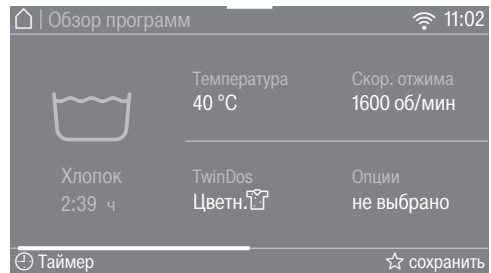 | Обзор программ 11:02
Температура Скор. отжима
40 °C 1600 об/мин
Хлопок TwinDos Опции
2:39 ч Цветн. не выбрано
Таймер сохранить